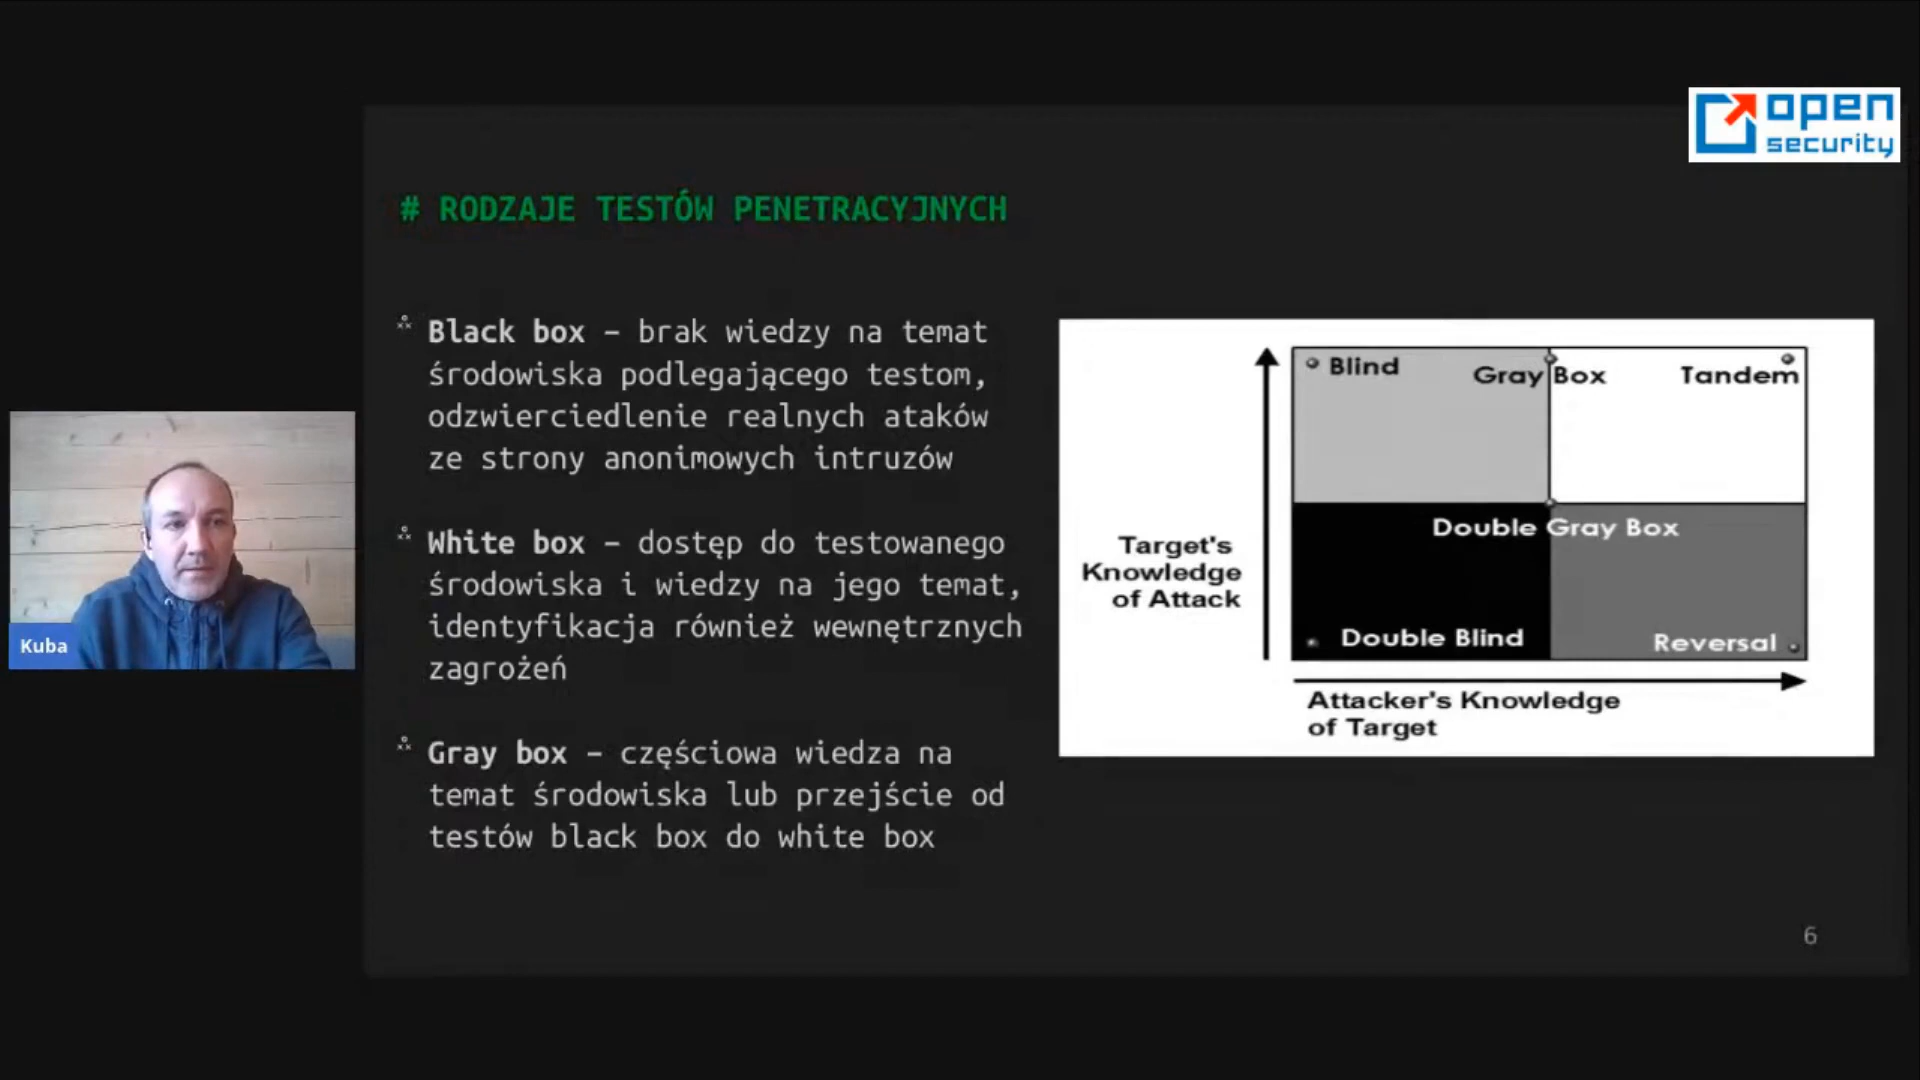 open
security
# RODZAJE TESTÓW PENETRACYJNYCH
Black box – brak wiedzy na temat
środowiska podlegającego testom,
odzwierciedlenie realnych ataków
ze strony anonimowych intruzów
White box – dostęp do testowanego
środowiska i wiedzy na jego temat,
identyfikacja również wewnętrznych
zagrożeń
Gray box – częściowa wiedza na
temat środowiska lub przejście od
testów black box do white box
Blind
Gray Box
Tandem
Double Gray Box
Double Blind
Reversal
Target's
Knowledge
of Attack
Attacker's Knowledge
of Target
Kuba
6